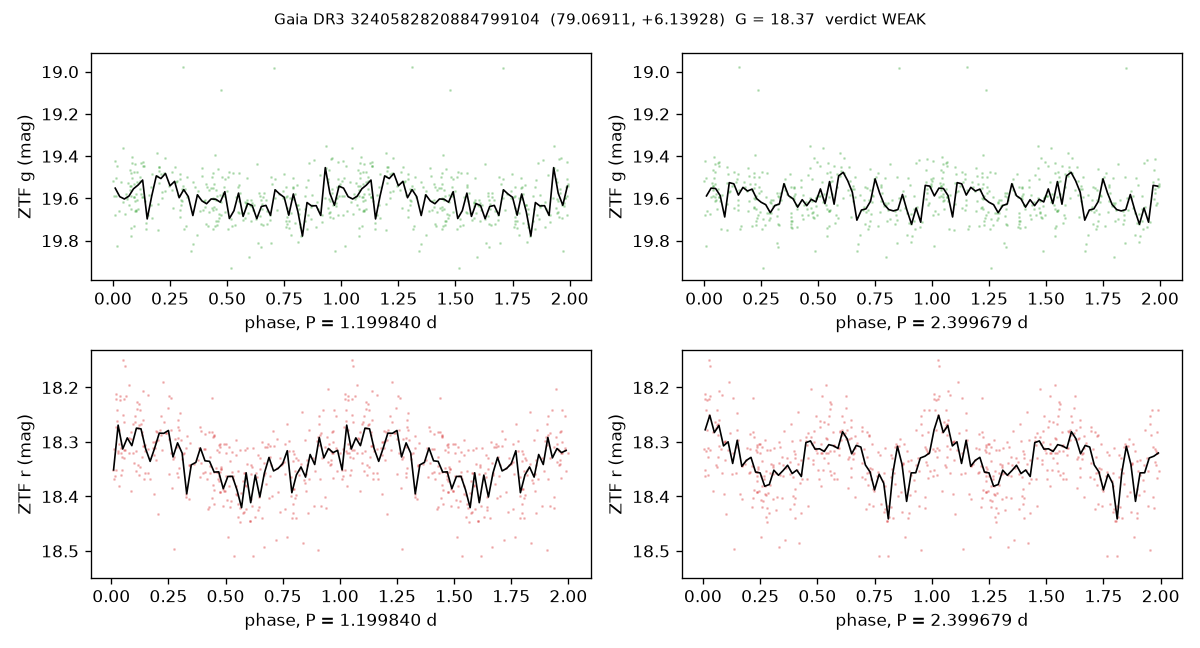 Gaia DR3 3240582820884799104 (79.06911, +6.13928) G = 18.37 verdict WEAK
ZTF g (mag)
19.0
19.2
19.4
19.6
19.8
0.00 0.25 0.50 0.75 1.00 1.25 1.50 1.75 2.00
phase, P = 1.199840 d
ZTF g (mag)
19.0
19.2
19.4
19.6
19.8
0.00 0.25 0.50 0.75 1.00 1.25 1.50 1.75 2.00
phase, P = 2.399679 d
ZTF r (mag)
18.2
18.3
18.4
18.5
0.00 0.25 0.50 0.75 1.00 1.25 1.50 1.75 2.00
phase, P = 1.199840 d
ZTF r (mag)
18.2
18.3
18.4
18.5
0.00 0.25 0.50 0.75 1.00 1.25 1.50 1.75 2.00
phase, P = 2.399679 d